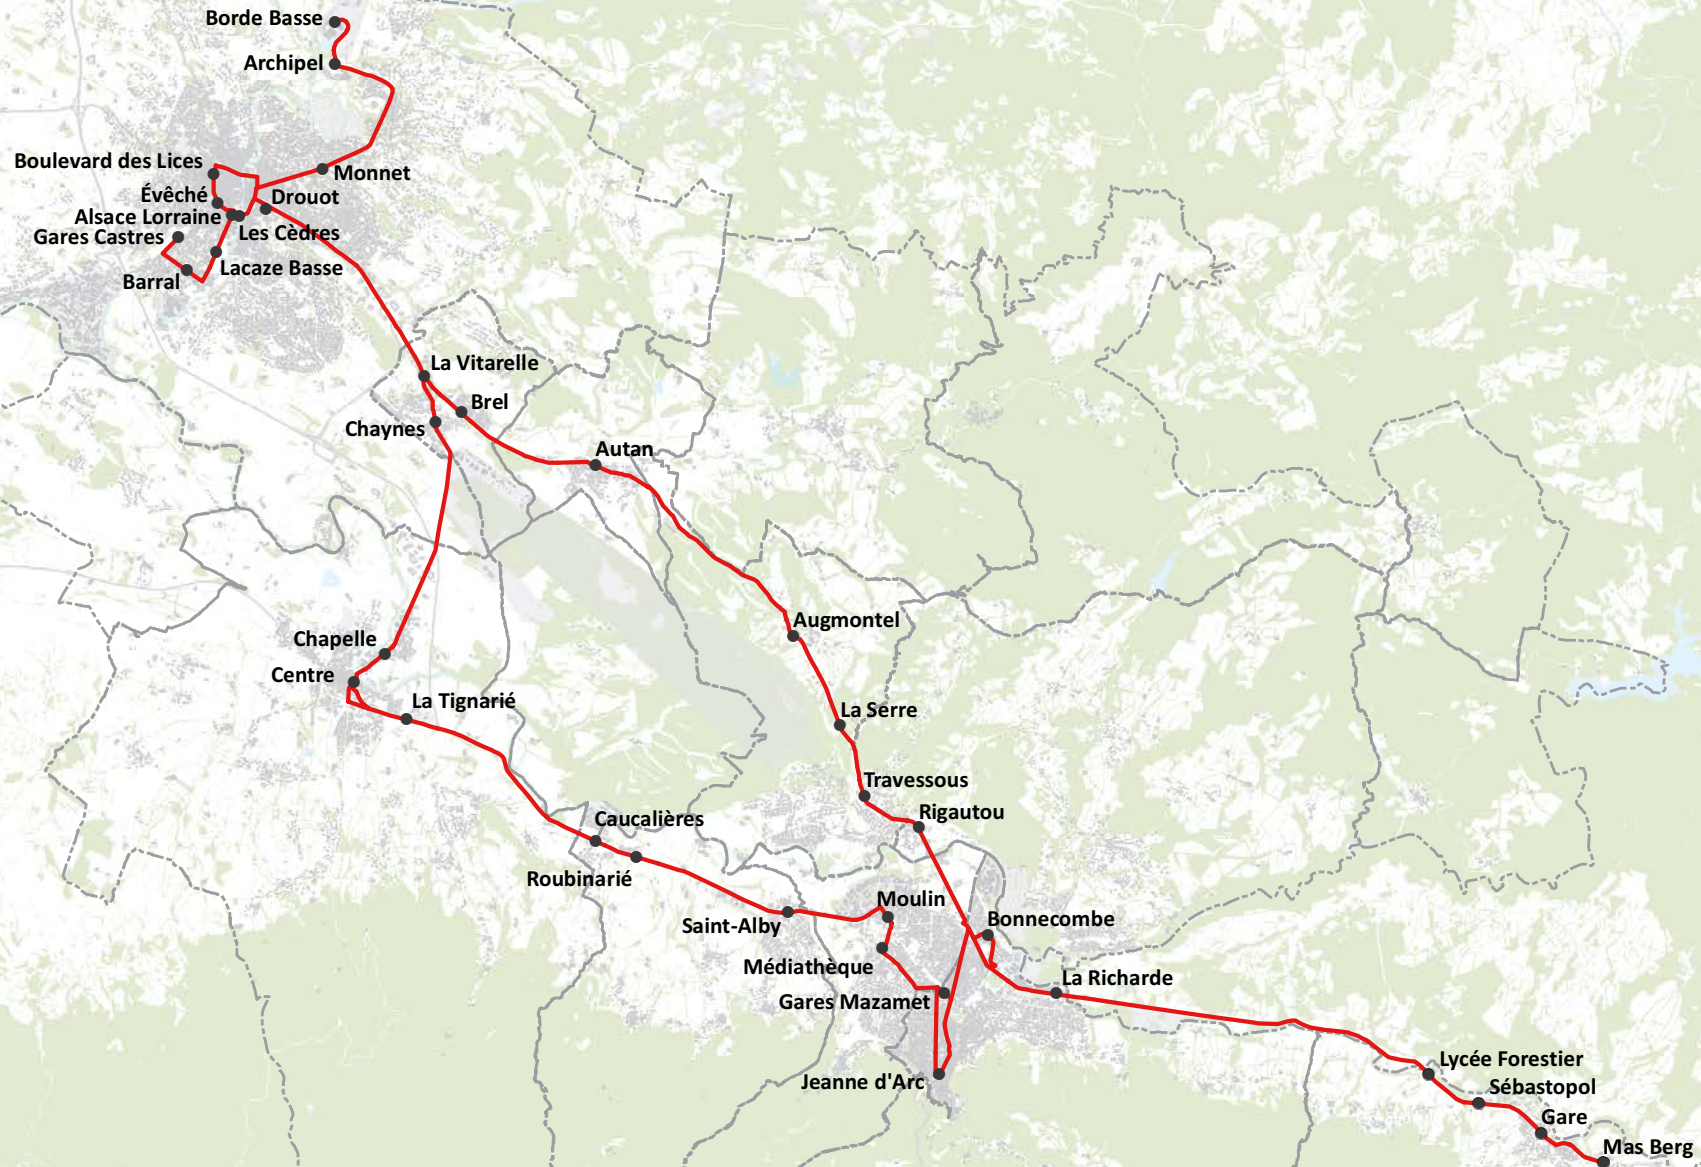 Borde Basse
Archipel
Boulevard des Lices
Monnet
Évêché
Drouot
Alsace Lorraine
Gares Castres
Les Cèdres
Lacaze Basse
Barral
La Vitarelle
Brel
Chaynes
Autan
Augmontel
Chapelle
Centre
La Tignarié
La Serre
Travessous
Rigautou
Caucalières
Roubinarié
Moulin
Saint-Alby
Bonnecombe
Médiathèque
La Richarde
Gares Mazamet
Jeanne d'Arc
Lycée Forestier
Sébastopol
Gare
Mas Berg